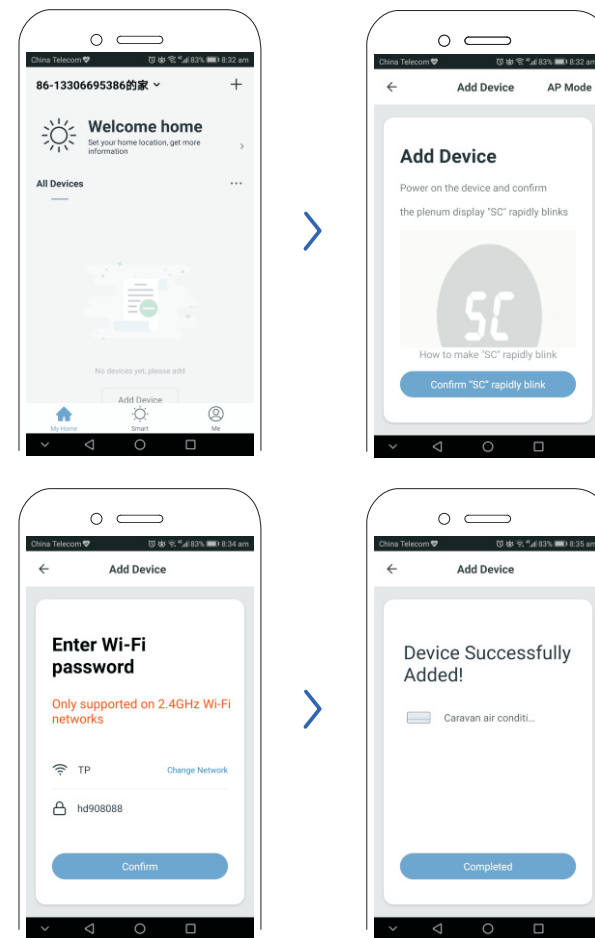 China Telecom 83% 8:32 am
86-13306695386的家
Welcome home
Set your home location, get more
information
All Devices
No devices yet, please add
Add Device
My Home Smart Me
China Telecom 83% 8:32 am
Add Device AP Mode
Add Device
Power on the device and confirm
the plenum display "SC" rapidly blinks
SC
How to make "SC" rapidly blink
Confirm "SC" rapidly blink
China Telecom 83% 8:34 am
Add Device
Enter Wi-Fi
password
Only supported on 2.4GHz Wi-Fi
networks
TP Change Network
hd908088
Confirm
China Telecom 83% 8:35 am
Add Device
Device Successfully
Added!
Caravan air conditi...
Completed